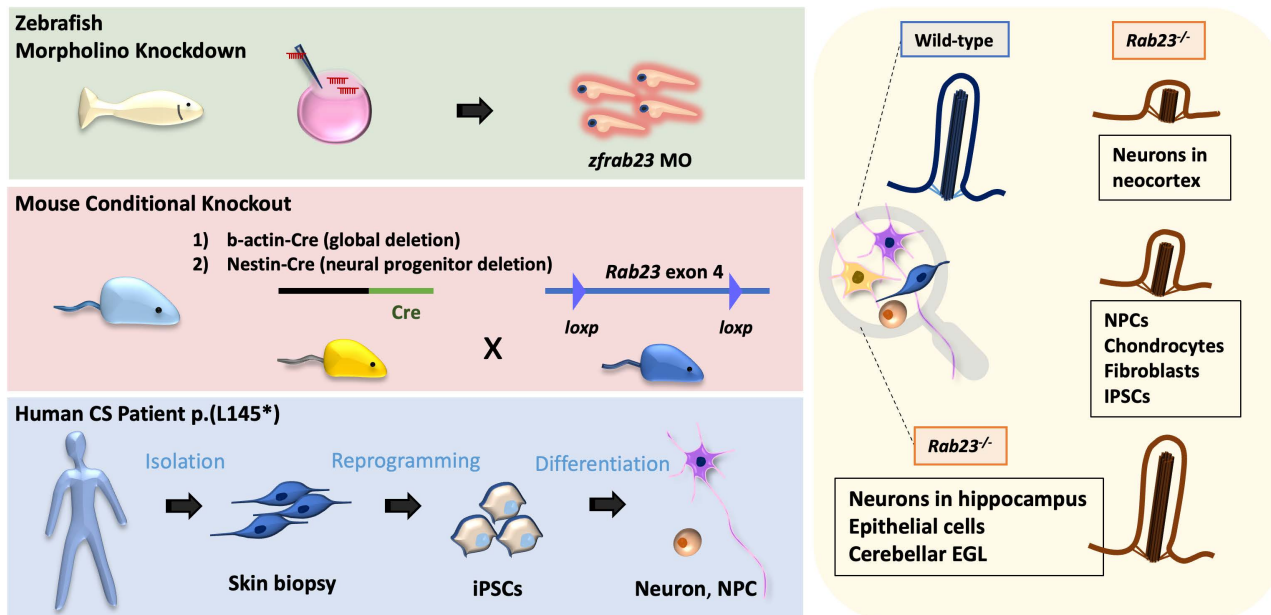 Zebrafish
Morpholino Knockdown
zfrab23 MO
Mouse Conditional Knockout
1) b-actin-Cre (global deletion)
2) Nestin-Cre (neural progenitor deletion)
Rab23 exon 4
Cre
loxp
loxp
X
Human CS Patient p.(L145*)
Isolation
Reprogramming
Differentiation
Skin biopsy
iPSCs
Neuron, NPC
Wild-type
Rab23-/-
Neurons in
neocortex
NPCs
Chondrocytes
Fibroblasts
IPSCs
Rab23-/-
Neurons in hippocampus
Epithelial cells
Cerebellar EGL